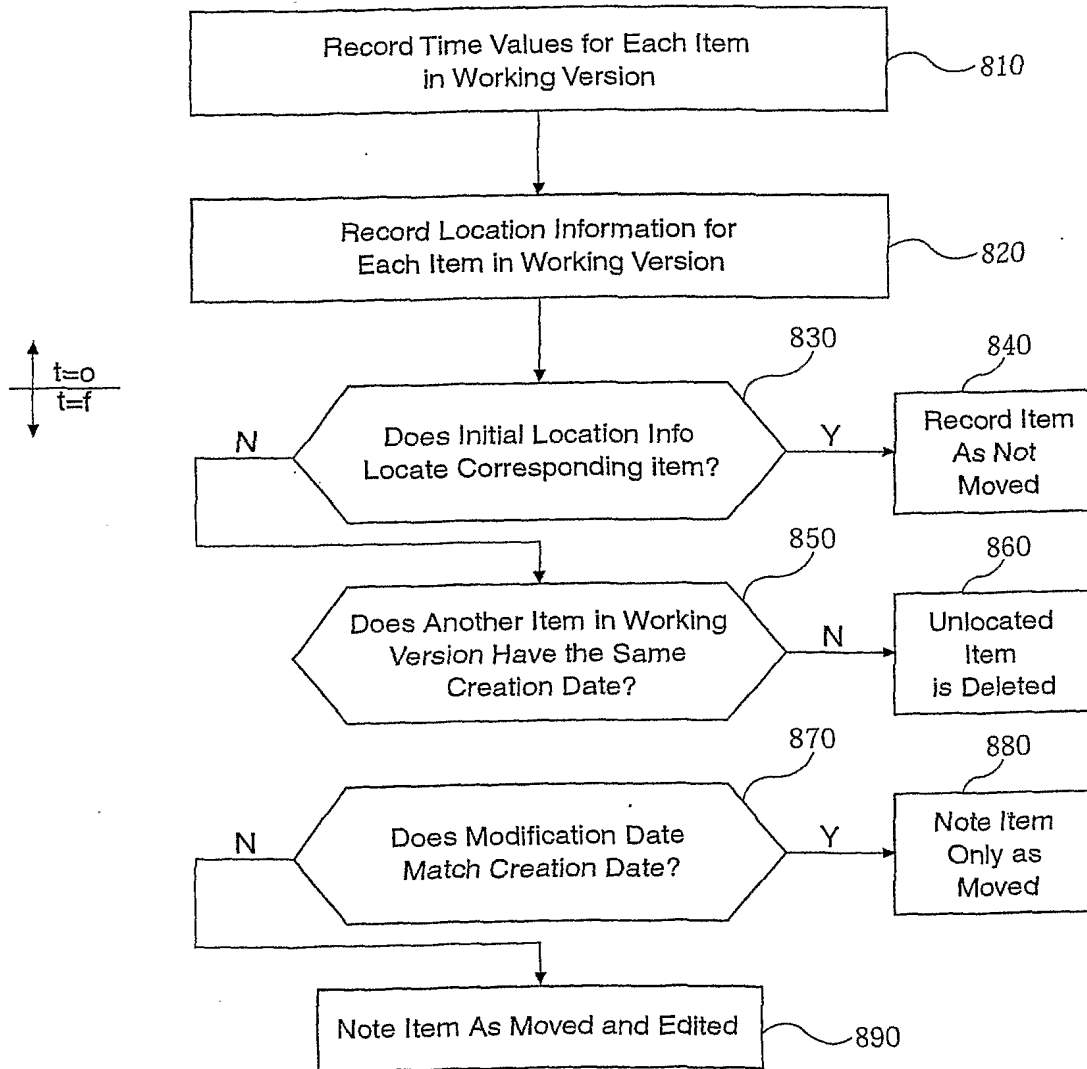 Record Time Values for Each Item
in Working Version
810
Record Location Information for
Each Item in Working Version
820
t=o
t=f
830
Does Initial Location Info
Locate Corresponding item?
N
Y
840
Record Item
As Not
Moved
850
Does Another Item in Working
Version Have the Same
Creation Date?
N
860
Unlocated
Item
is Deleted
870
Does Modification Date
Match Creation Date?
N
Y
880
Note Item
Only as
Moved
Note Item As Moved and Edited
890